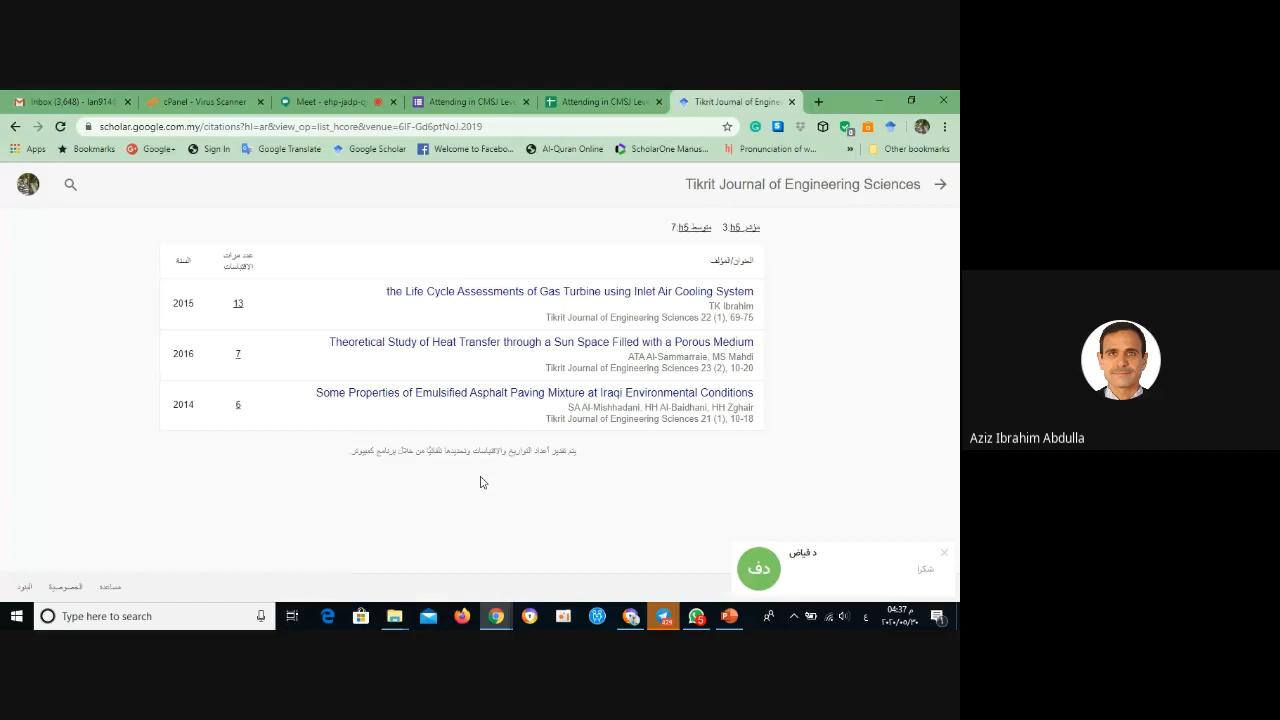 Inbox (3,648) - lan914
cPanel - Virus Scanner
Meet - ehp-jadp-c
Attending in CMSJ Leve
Attending in CMSJ Leve
Tikrit Journal of Engine
scholar.google.com.my/citations?hl=ar&view_op=list_hcore&venue=6IF-Gd6ptNoJ.2019
Apps
Bookmarks
Google+
Sign In
Google Translate
Google Scholar
Welcome to Facebo...
Al-Quran Online
ScholarOne Manus...
Pronunciation of w...
»
Other bookmarks
Tikrit Journal of Engineering Sciences
مؤشر h5: 3 متوسط h5: 7
العنوان/المؤلف
عدد مرات
الاقتباسات
السنة
the Life Cycle Assessments of Gas Turbine using Inlet Air Cooling System
TK Ibrahim
Tikrit Journal of Engineering Sciences 22 (1), 69-75
13
2015
Theoretical Study of Heat Transfer through a Sun Space Filled with a Porous Medium
ATA Al-Sammarraie, MS Mahdi
Tikrit Journal of Engineering Sciences 23 (2), 10-20
7
2016
Some Properties of Emulsified Asphalt Paving Mixture at Iraqi Environmental Conditions
SA Al-Mishhadani, HH Al-Baidhani, HH Zghair
Tikrit Journal of Engineering Sciences 21 (1), 10-18
6
2014
يتم تقدير أعداد التواريخ والاقتباسات وتحديدها تلقائيًا من خلال برنامج كمبيوتر.
Aziz Ibrahim Abdulla
د فياض
دف
شكرا
مساعدة
الخصوصية
البنود
Type here to search
429
5
ع
04:37 م
٢٠٢٠/٠٥/٣٠
1